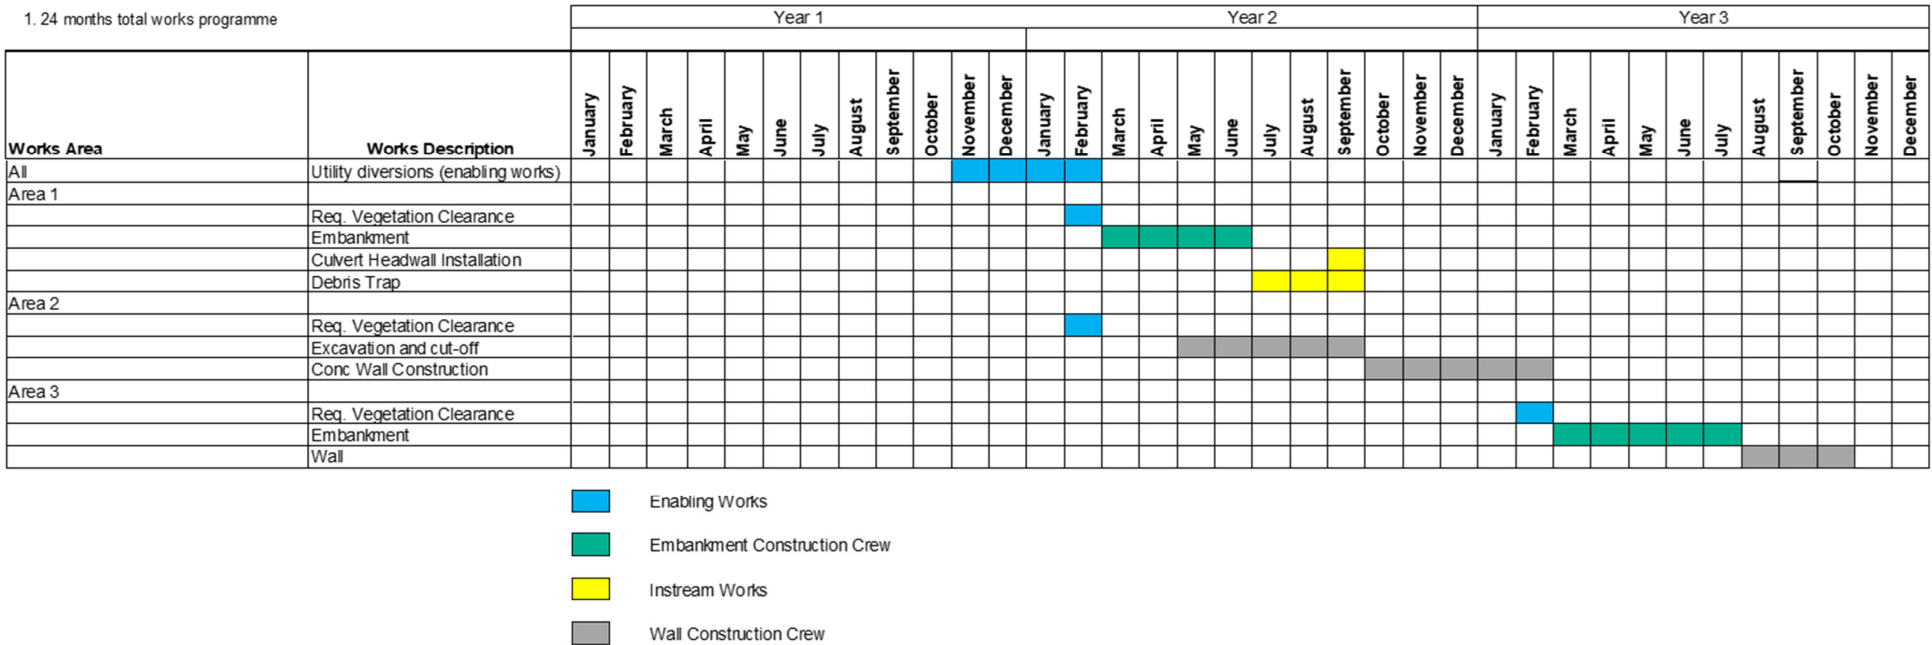 1. 24 months total works programme
Year 1 Year 2 Year 3
Works Area Works Description January February March April May June July August September October November December January February March April May June July August September October November December January February March April May June July August September October November December
All Utility diversions (enabling works)
Area 1
Req. Vegetation Clearance
Embankment
Culvert Headwall Installation
Debris Trap
Area 2
Req. Vegetation Clearance
Excavation and cut-off
Conc Wall Construction
Area 3
Req. Vegetation Clearance
Embankment
Wall
Enabling Works
Embankment Construction Crew
Instream Works
Wall Construction Crew